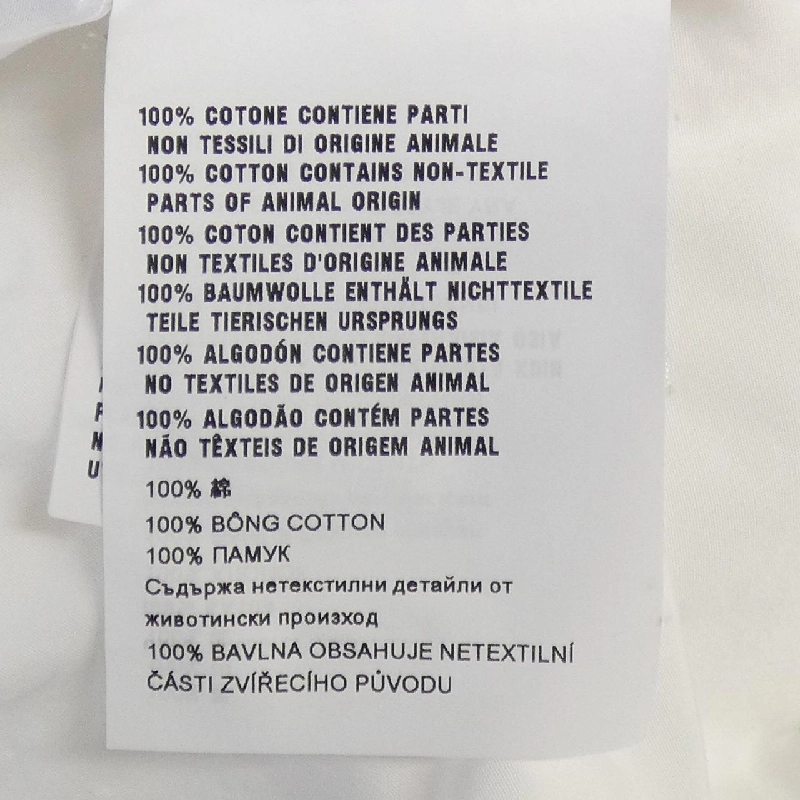 100% COTONE CONTIENE PARTI
NON TESSILI DI ORIGINE ANIMALE
100% COTTON CONTAINS NON-TEXTILE
PARTS OF ANIMAL ORIGIN
100% COTON CONTIENT DES PARTIES
NON TEXTILES D'ORIGINE ANIMALE
100% BAUMWOLLE ENTHÄLT NICHTTEXTILE
TEILE TIERISCHEN URSPRUNGS
100% ALGODÓN CONTIENE PARTES
NO TEXTILES DE ORIGEN ANIMAL
100% ALGODÃO CONTÉM PARTES
NÃO TÊXTEIS DE ORIGEM ANIMAL
100% 綿
100% BÔNG COTTON
100% ПАМУК
Съдържа нетекстилни детайли от
животински произход
100% BAVLNA OBSAHUJE NETEXTILNÍ
ČÁSTI ZVÍŘECÍHO PŮVODU